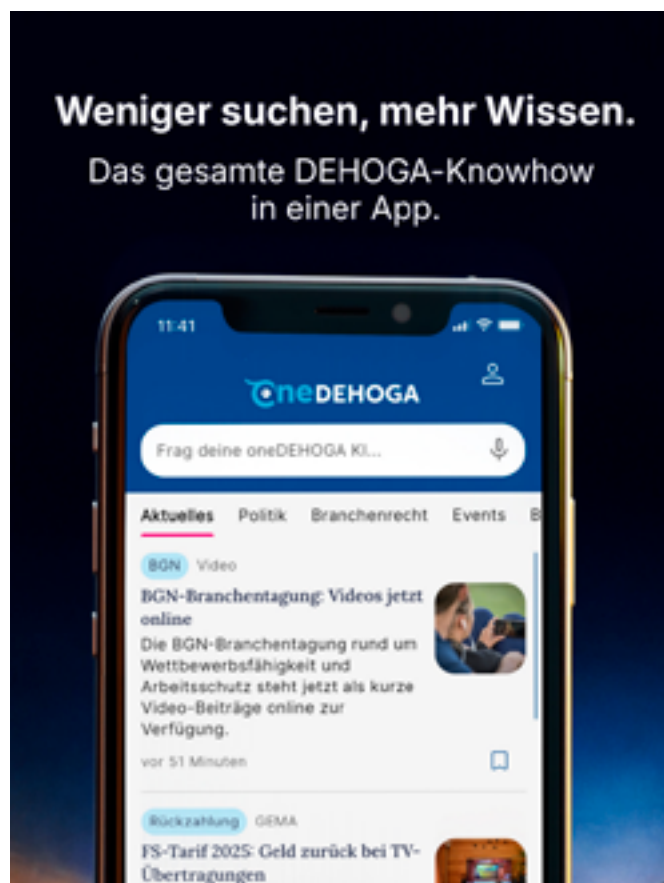 Weniger suchen, mehr Wissen.
Das gesamte DEHOGA-Knowhow
in einer App.
11:41
OneDEHOGA
Frag deine oneDEHOGA KI...
Aktuelles Politik Branchenrecht Events B
BGN Video
BGN-Branchentagung: Videos jetzt
online
Die BGN-Branchentagung rund um
Wettbewerbsfähigkeit und
Arbeitsschutz steht jetzt als kurze
Video-Beiträge online zur
Verfügung.
vor 51 Minuten
Rückzahlung GEMA
FS-Tarif 2025: Geld zurück bei TV-
Übertragungen